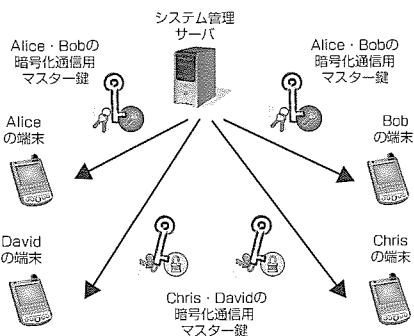 システム管理
サーバ
Alice・Bobの
暗号化通信用
マスター鍵
Alice・Bobの
暗号化通信用
マスター鍵
Alice
の端末
Bob
の端末
David
の端末
Chris
の端末
Chris・Davidの
暗号化通信用
マスター鍵